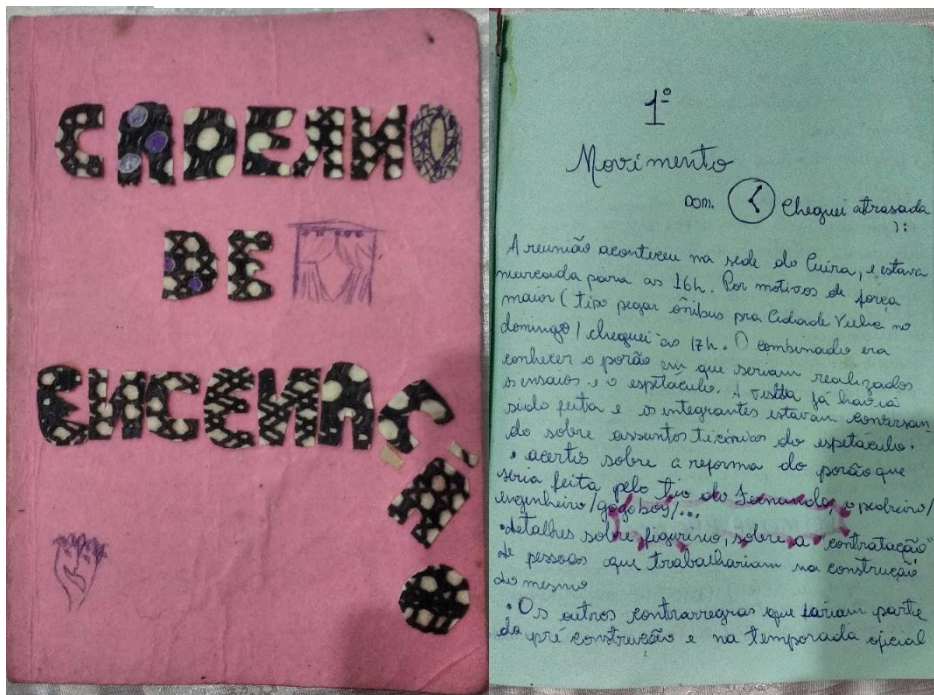 CADERNO
DE
ENCENAÇÃO
1º
Movimento
DOM. Cheguei atrasada
):
A reunião aconteceu na sede do Cuíra, e estava
marcada para as 16h. Por motivos de força
maior (tive pegar ônibus pra Cidade Velha no
domingo) cheguei às 17h. O combinado era
conhecer o porão em que seriam realizados
os ensaios e o espetáculo. A visita já havia
sido feita e os integrantes estavam conversan
do sobre assuntos técnicos do espetáculo.
• acertos sobre a reforma do porão que
seria feita pelo tio do Fernando, o pedreiro/
engenheiro/gogoboy/...
• detalhes sobre figurino, sobre a "contratação"
de pessoas que trabalhariam na construção
do mesmo
• Os outros contrarregras que fariam parte
da pré construção e na temporada oficial